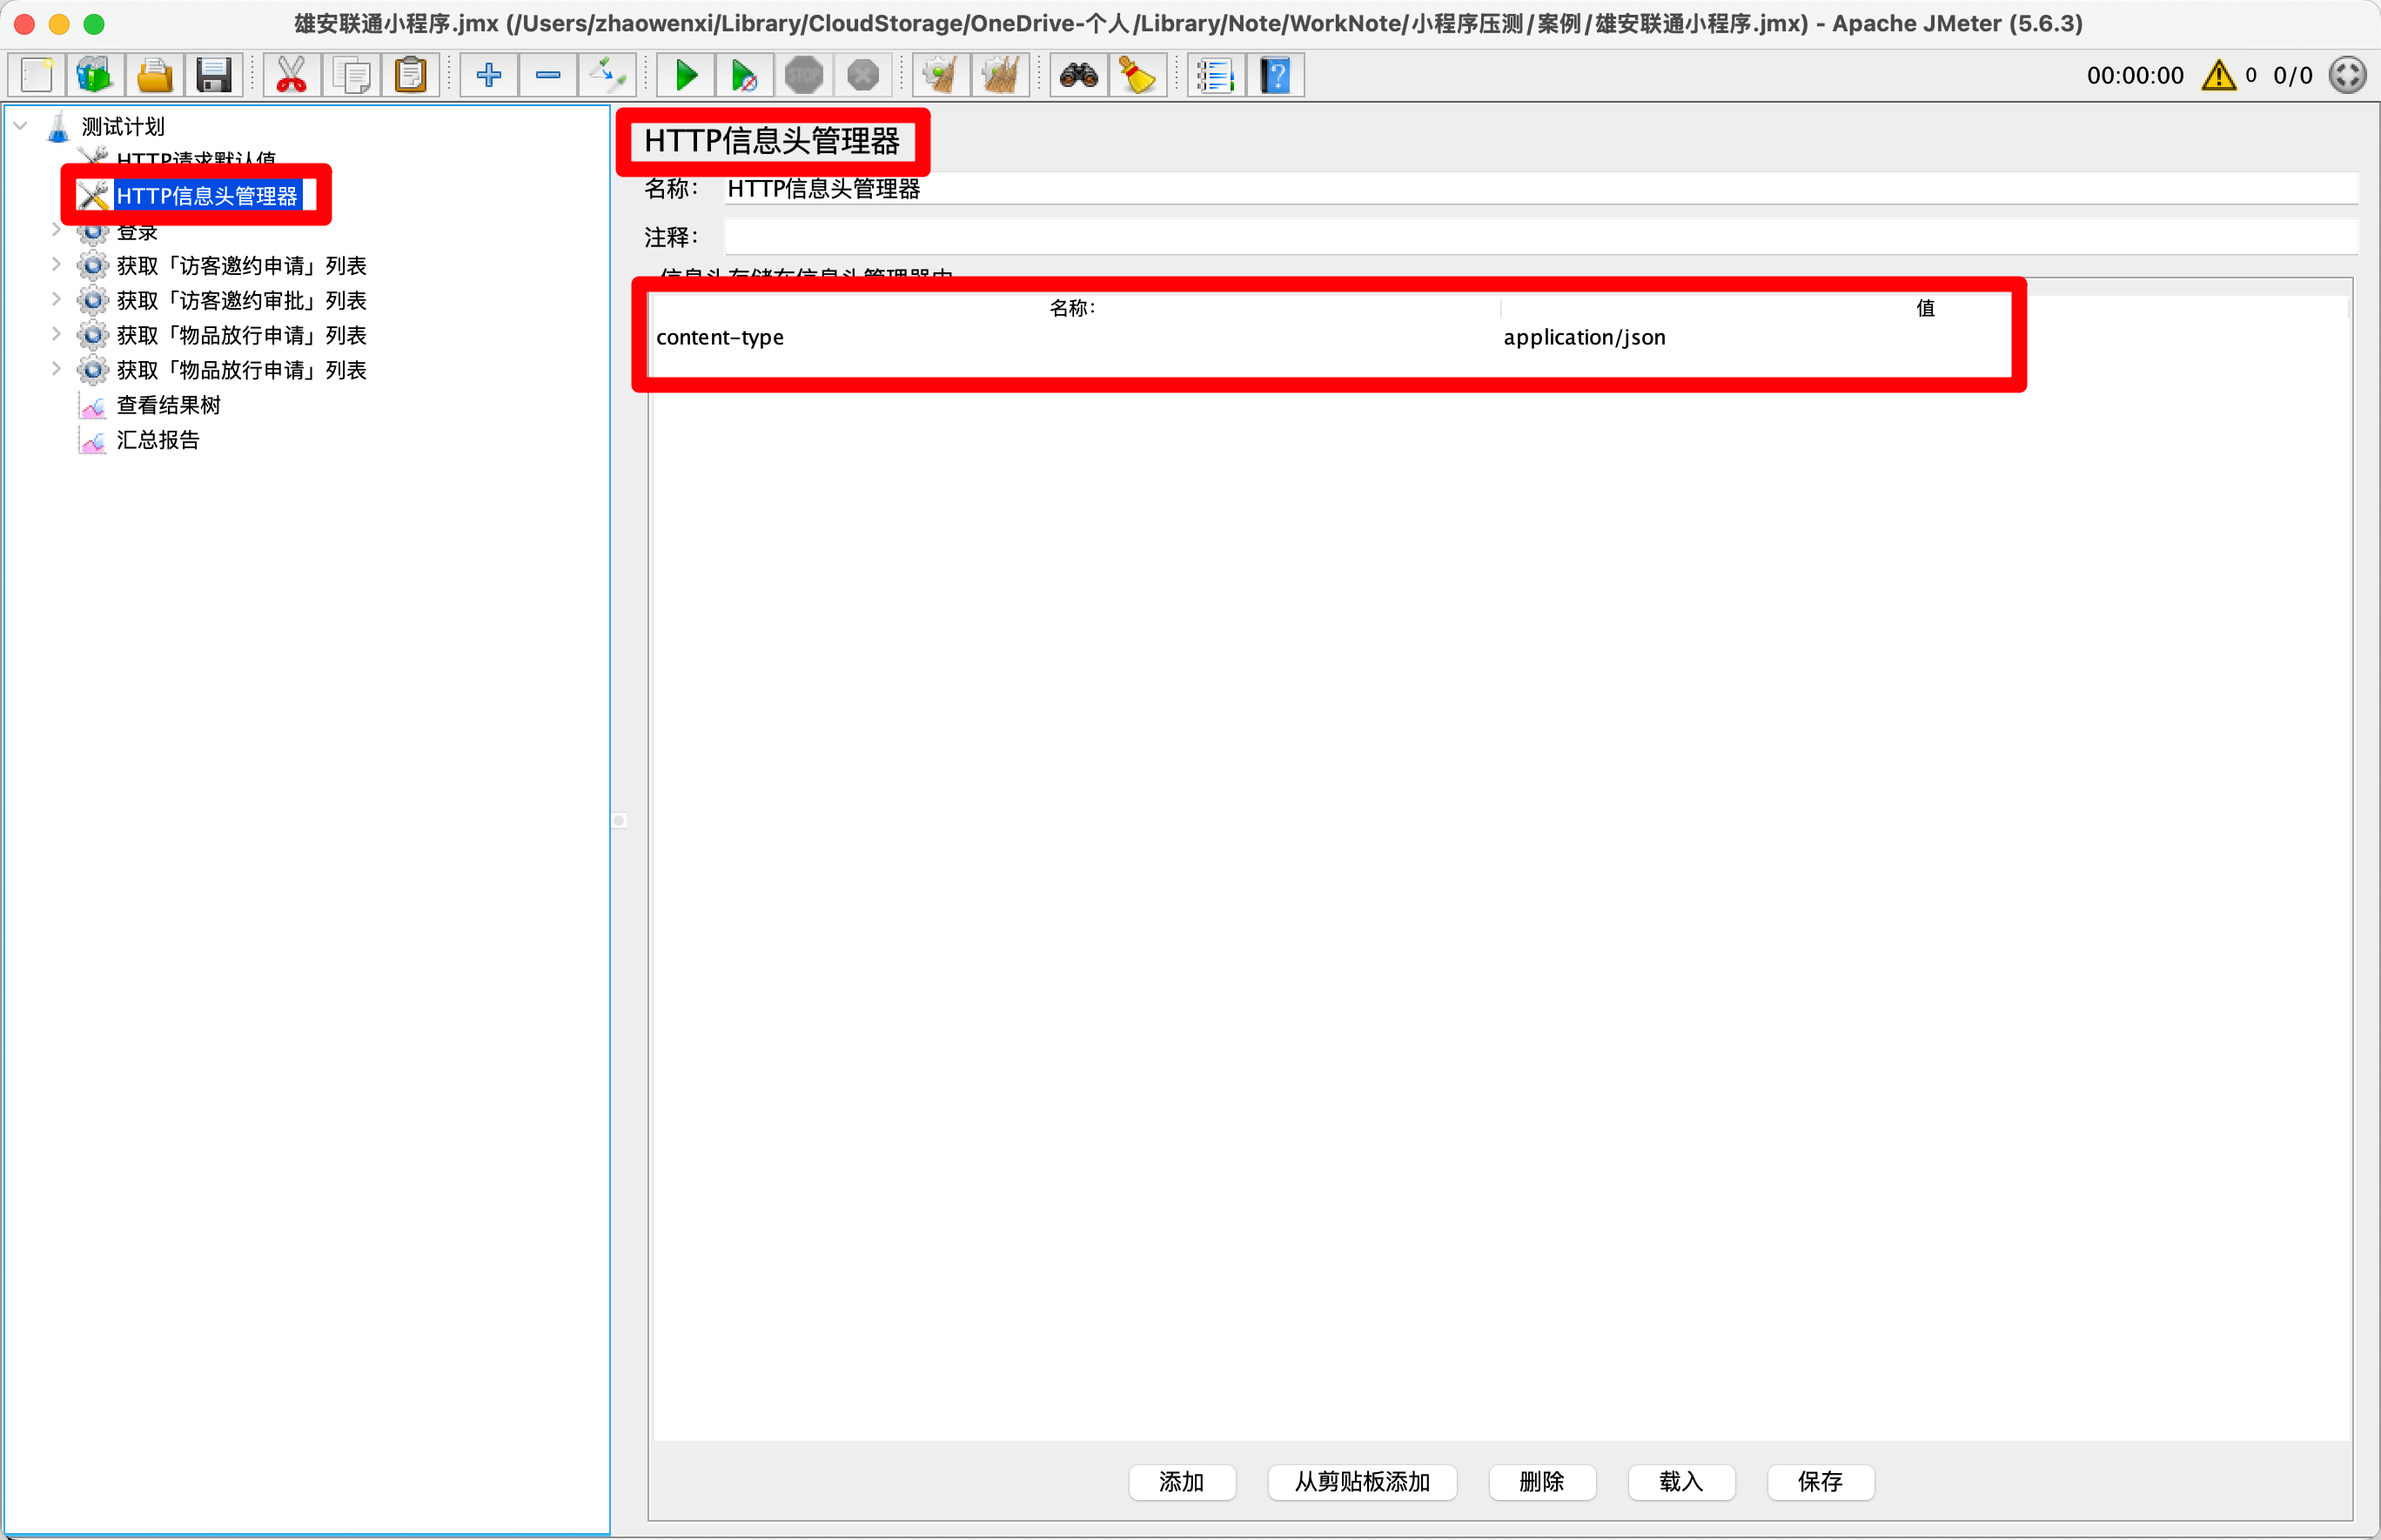 雄安联通小程序.jmx (/Users/zhaowenxi/Library/CloudStorage/OneDrive-个人/Library/Note/WorkNote/小程序压测/案例/雄安联通小程序.jmx) - Apache JMeter (5.6.3)
STOP
00:00:00
0
0/0
测试计划
HTTP请求默认值
HTTP信息头管理器
登录
获取「访客邀约申请」列表
获取「访客邀约审批」列表
获取「物品放行申请」列表
获取「物品放行申请」列表
查看结果树
汇总报告
HTTP信息头管理器
名称： HTTP信息头管理器
注释：
信息头存储在信息头管理器中
名称： 值
content-type application/json
添加 从剪贴板添加 删除 载入 保存